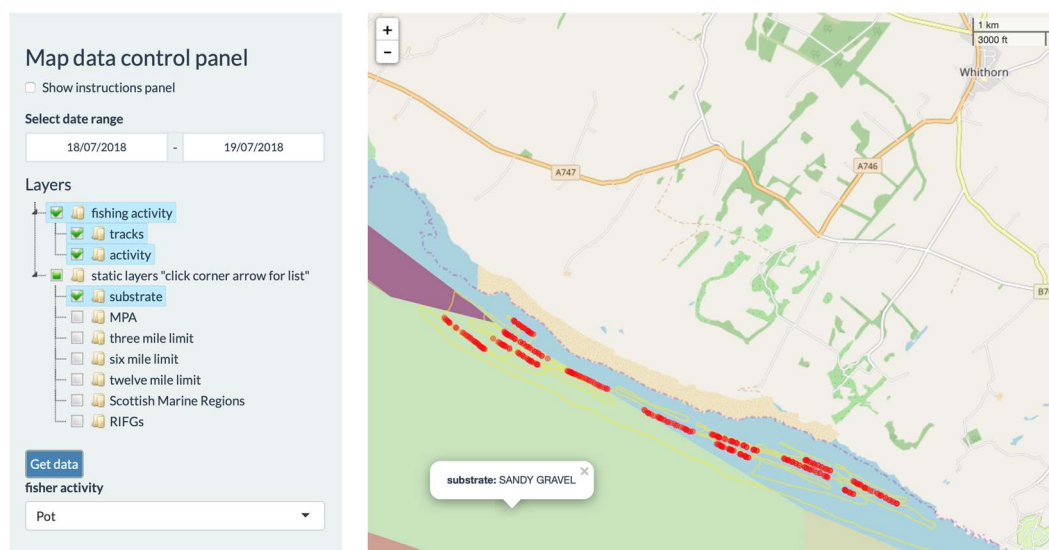 Map data control panel
Show instructions panel
Select date range
18/07/2018 - 19/07/2018
Layers
fishing activity
tracks
activity
static layers "click corner arrow for list"
substrate
MPA
three mile limit
six mile limit
twelve mile limit
Scottish Marine Regions
RIFGs
Get data
fisher activity
Pot
+
-
1 km
3000 ft
Whithorn
A747
A746
substrate: SANDY GRAVEL ×